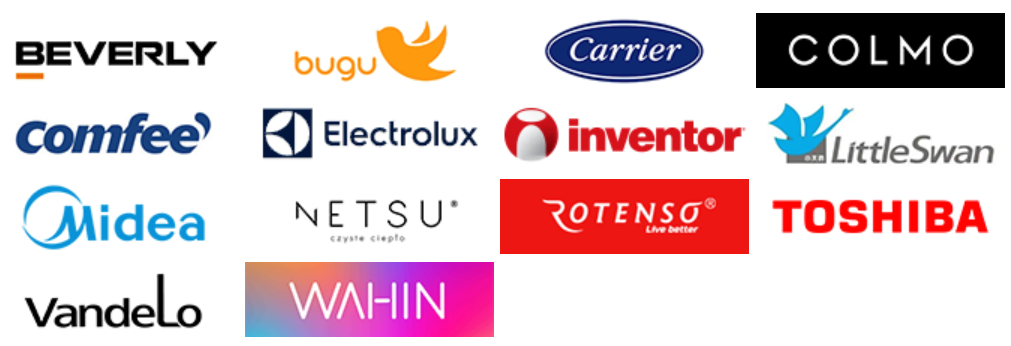 BEVERLY
bugu
Carrier
COLMO
comfee'
Electrolux
inventor
LittleSwan
Midea
NETSU®
czyste ciepło
ROTENSO®
Live better
TOSHIBA
VandeLo
WAHIN